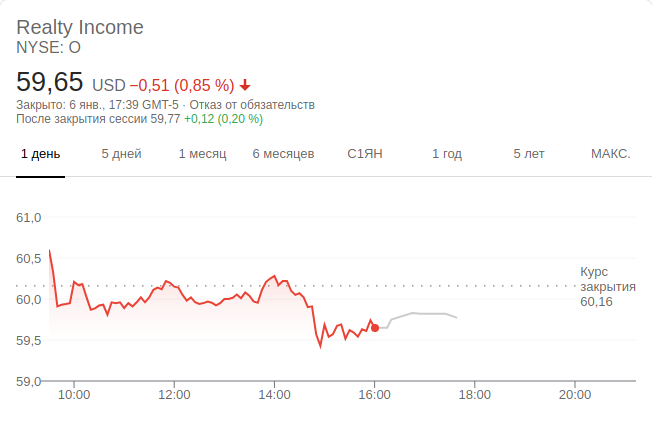 Realty Income
NYSE: O
59,65 USD −0,51 (0,85 %)
Закрыто: 6 янв., 17:39 GMT-5 · Отказ от обязательств
После закрытия сессии 59,77 +0,12 (0,20 %)
1 день 5 дней 1 месяц 6 месяцев С1ЯН 1 год 5 лет МАКС.
61,0
60,5
Курс
закрытия
60,16
60,0
59,5
59,0
10:00 12:00 14:00 16:00 18:00 20:00